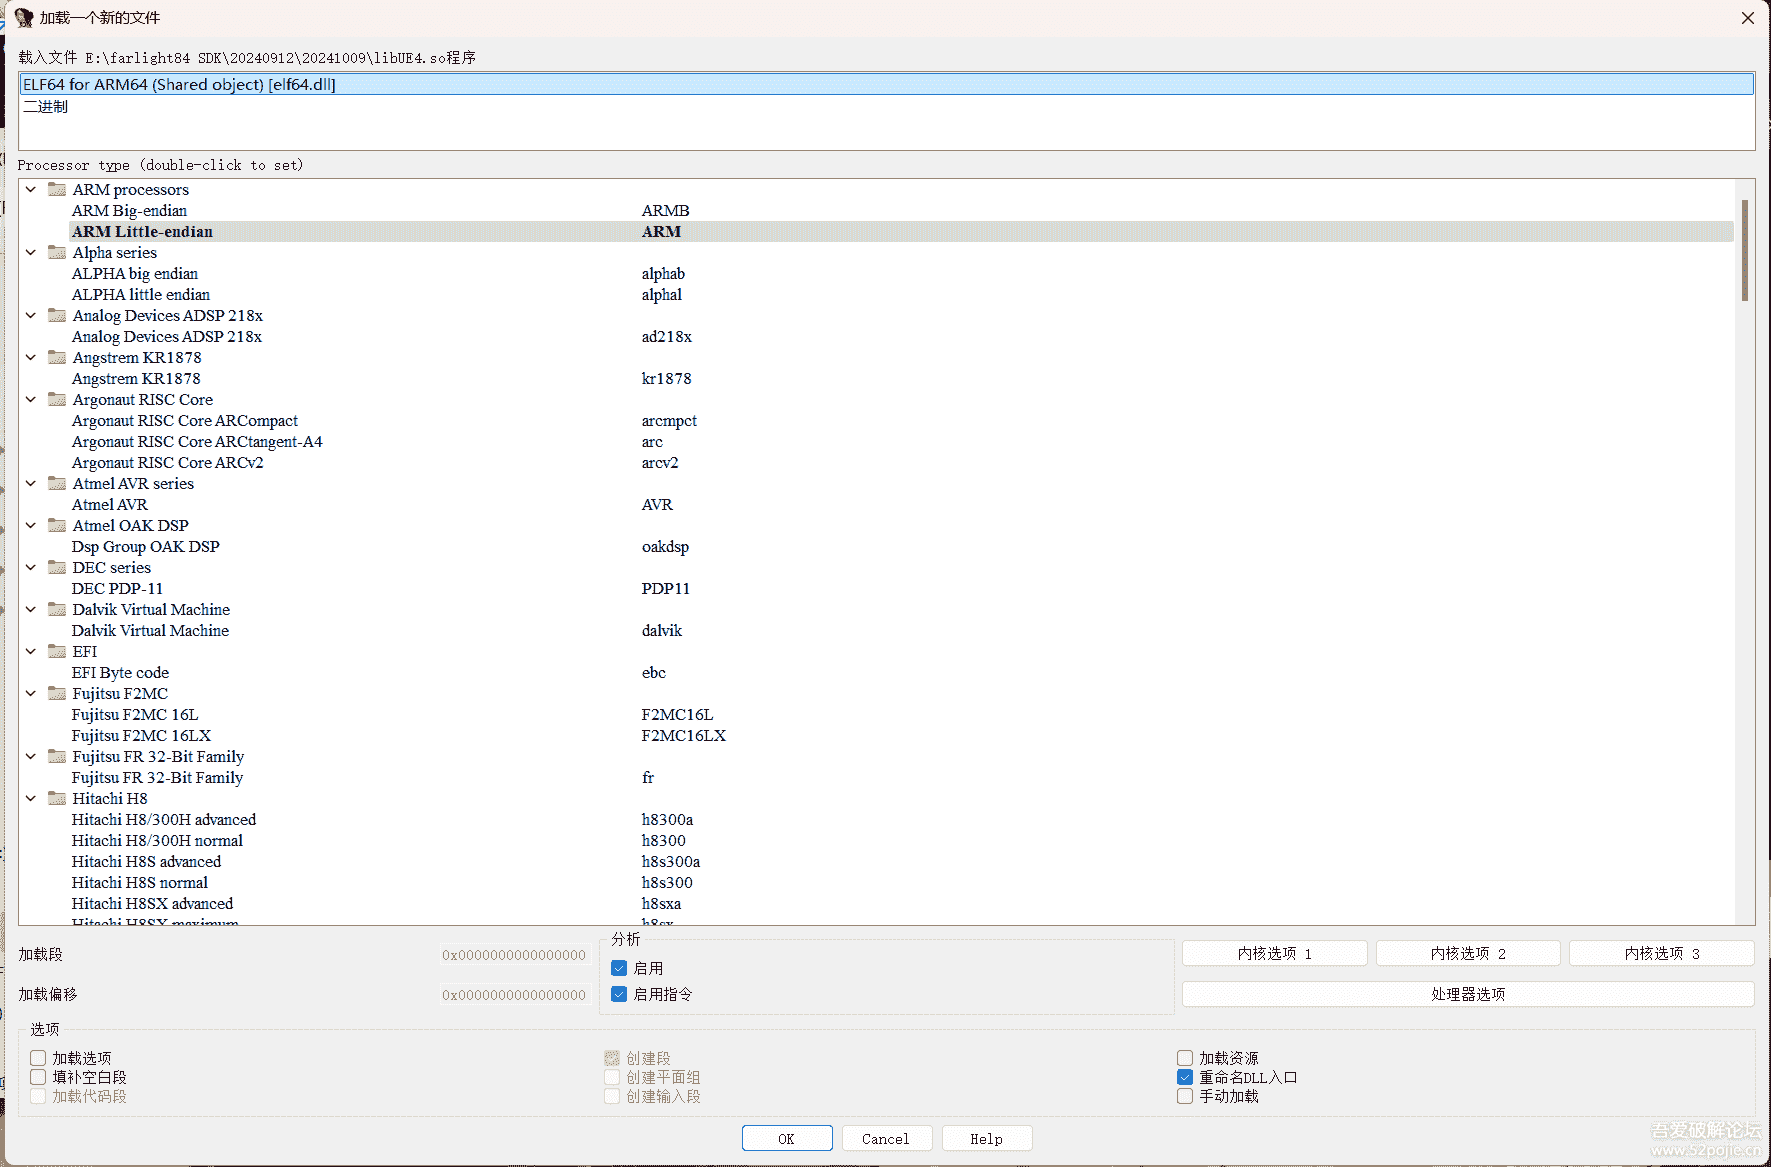 加载一个新的文件
载入文件 E:\farlight84 SDK\20240912\20241009\libUE4.so程序
ELF64 for ARM64 (Shared object) [elf64.dll]
二进制
Processor type (double-click to set)
ARM processors
ARM Big-endian ARMB
ARM Little-endian ARM
Alpha series
ALPHA big endian alphab
ALPHA little endian alphal
Analog Devices ADSP 218x
Analog Devices ADSP 218x ad218x
Angstrem KR1878
Angstrem KR1878 kr1878
Argonaut RISC Core
Argonaut RISC Core ARCompact arcmpct
Argonaut RISC Core ARCtangent-A4 arc
Argonaut RISC Core ARCv2 arcv2
Atmel AVR series
Atmel AVR AVR
Atmel OAK DSP
Dsp Group OAK DSP oakdsp
DEC series
DEC PDP-11 PDP11
Dalvik Virtual Machine
Dalvik Virtual Machine dalvik
EFI
EFI Byte code ebc
Fujitsu F2MC
Fujitsu F2MC 16L F2MC16L
Fujitsu F2MC 16LX F2MC16LX
Fujitsu FR 32-Bit Family
Fujitsu FR 32-Bit Family fr
Hitachi H8
Hitachi H8/300H advanced h8300a
Hitachi H8/300H normal h8300
Hitachi H8S advanced h8s300a
Hitachi H8S normal h8s300
Hitachi H8SX advanced h8sxa
Hitachi H8SX maximum h8sx
加载段 0x0000000000000000
加载偏移 0x0000000000000000
分析
启用
启用指令
内核选项 1 内核选项 2 内核选项 3
处理器选项
选项
加载选项 创建段 加载资源
填补空白段 创建平面组 重命名DLL入口
加载代码段 创建输入段 手动加载
OK Cancel Help
吾爱破解论坛
www.52pojie.cn